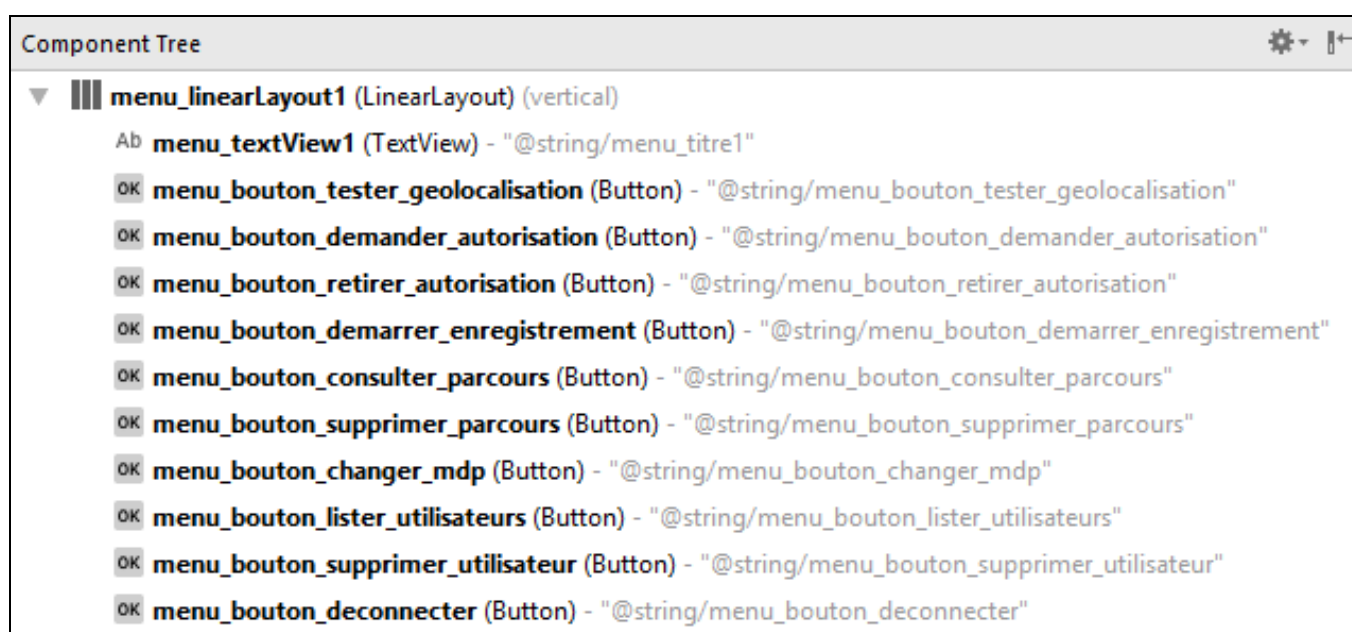 Component Tree
menu_linearLayout1 (LinearLayout) (vertical)
Ab menu_textView1 (TextView) - "@string/menu_titre1"
OK menu_bouton_tester_geolocalisation (Button) - "@string/menu_bouton_tester_geolocalisation"
OK menu_bouton_demander_autorisation (Button) - "@string/menu_bouton_demander_autorisation"
OK menu_bouton_retirer_autorisation (Button) - "@string/menu_bouton_retirer_autorisation"
OK menu_bouton_demarrer_enregistrement (Button) - "@string/menu_bouton_demarrer_enregistrement"
OK menu_bouton_consulter_parcours (Button) - "@string/menu_bouton_consulter_parcours"
OK menu_bouton_supprimer_parcours (Button) - "@string/menu_bouton_supprimer_parcours"
OK menu_bouton_changer_mdp (Button) - "@string/menu_bouton_changer_mdp"
OK menu_bouton_lister_utilisateurs (Button) - "@string/menu_bouton_lister_utilisateurs"
OK menu_bouton_supprimer_utilisateur (Button) - "@string/menu_bouton_supprimer_utilisateur"
OK menu_bouton_deconnecter (Button) - "@string/menu_bouton_deconnecter"